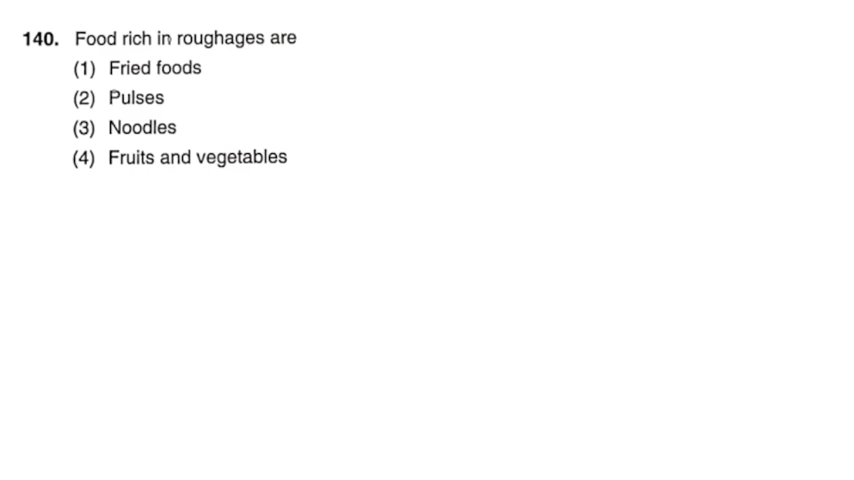 140. Food rich in roughages are
(1) Fried foods
(2) Pulses
(3) Noodles
(4) Fruits and vegetables